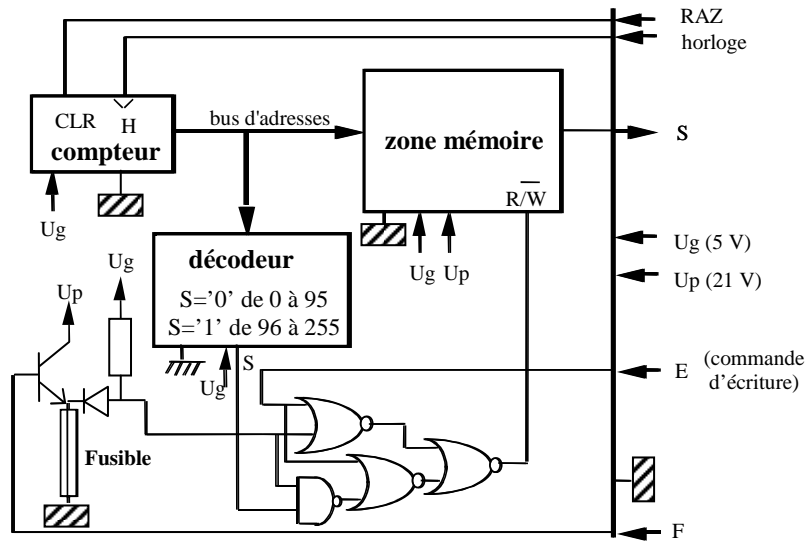 RAZ
horloge
CLR
H
compteur
bus d'adresses
zone mémoire
R/W̅
S
Ug
Ug
Up
Ug (5 V)
Up (21 V)
décodeur
S='0' de 0 à 95
S='1' de 96 à 255
Ug
Up
Ug
S
E (commande
d'écriture)
Fusible
F